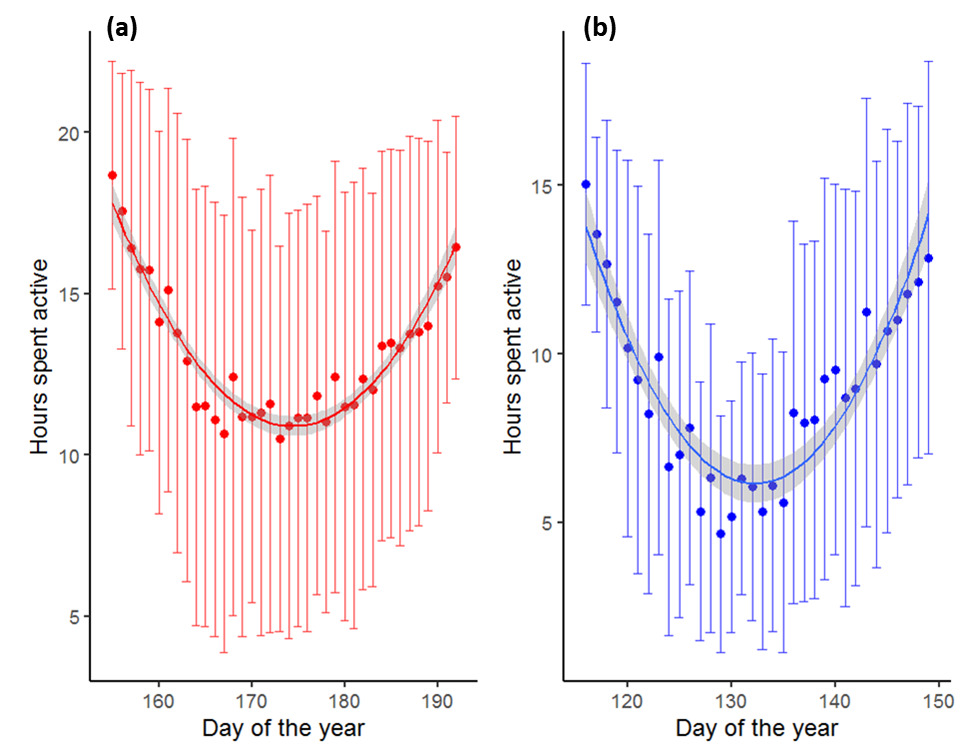 (a)
Hours spent active
20
15
10
5
160 170 180 190
Day of the year
(b)
Hours spent active
15
10
5
120 130 140 150
Day of the year